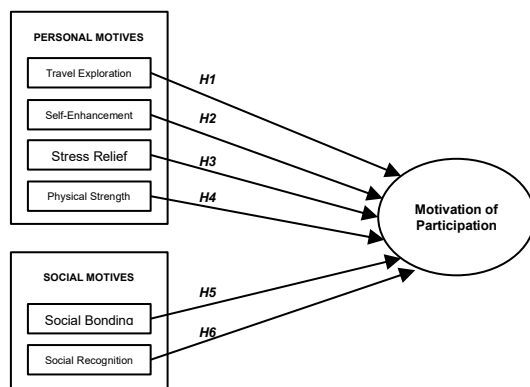 PERSONAL MOTIVES
Travel Exploration
H1
Self-Enhancement
H2
Stress Relief
H3
Physical Strength
H4
Motivation of
Participation
SOCIAL MOTIVES
Social Bonding
H5
Social Recognition
H6